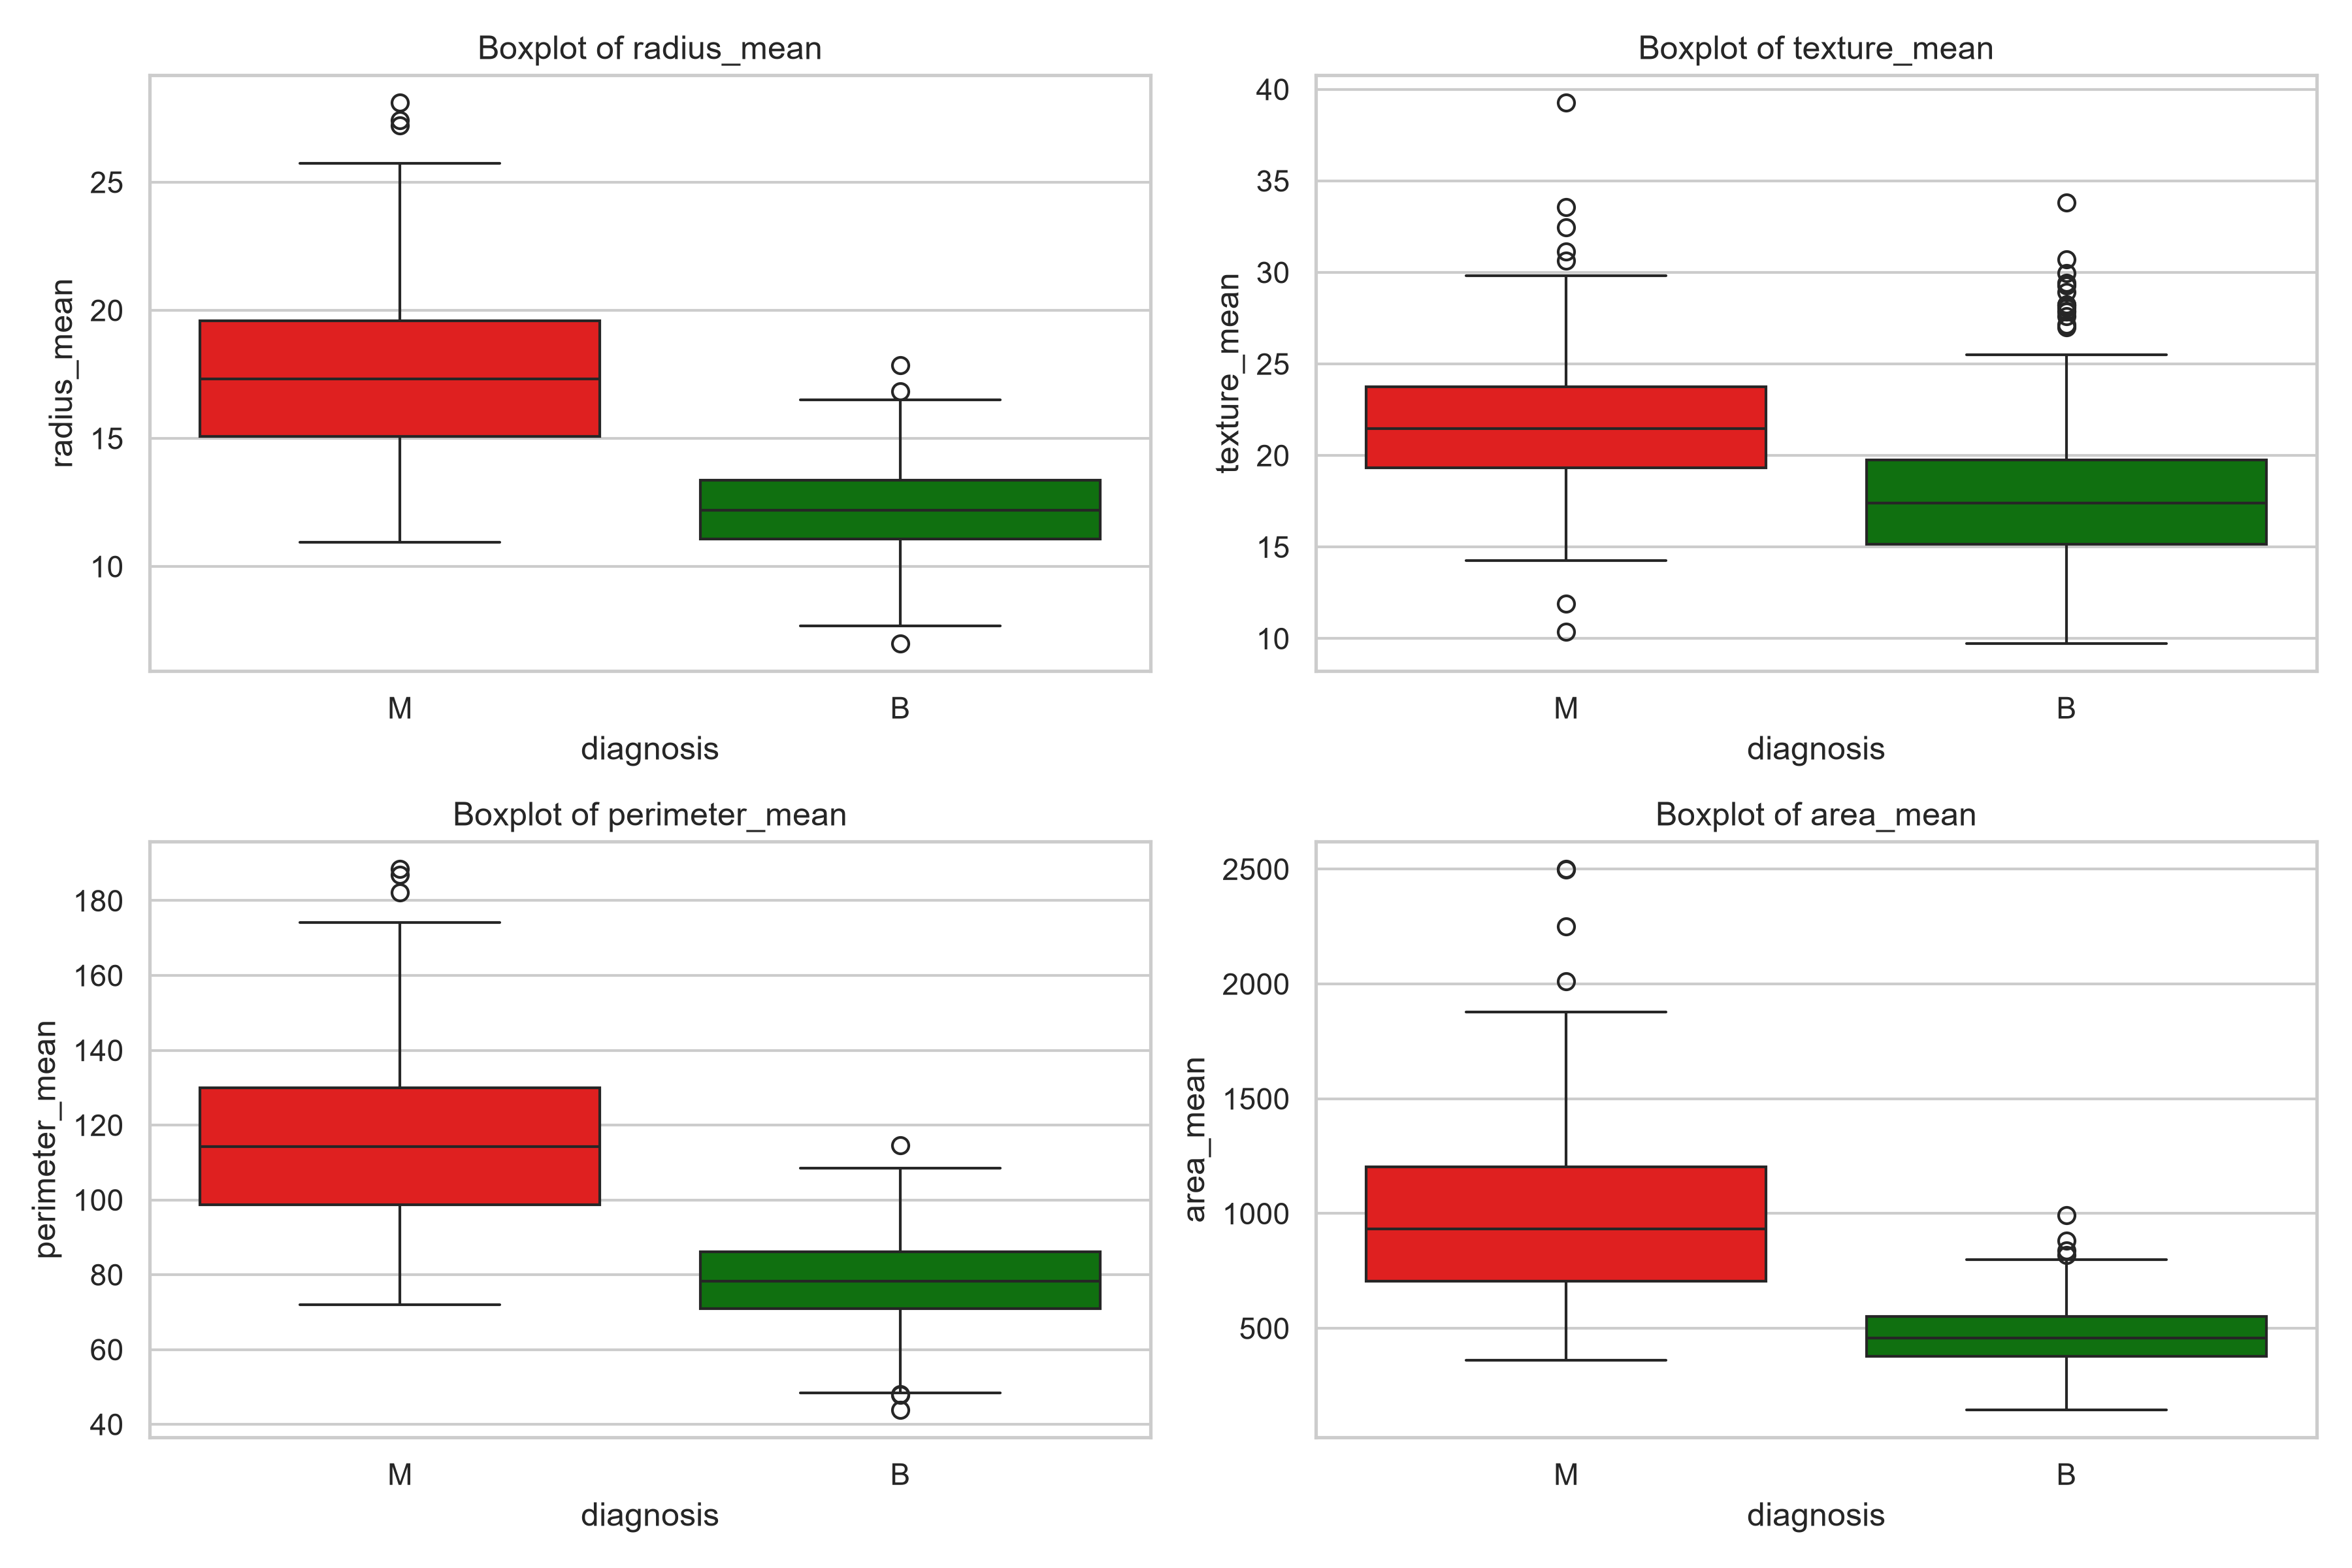 Boxplot of radius_mean
25
20
15
10
radius_mean
M B
diagnosis
Boxplot of texture_mean
40
35
30
25
20
15
10
texture_mean
M B
diagnosis
Boxplot of perimeter_mean
180
160
140
120
100
80
60
40
perimeter_mean
M B
diagnosis
Boxplot of area_mean
2500
2000
1500
1000
500
area_mean
M B
diagnosis